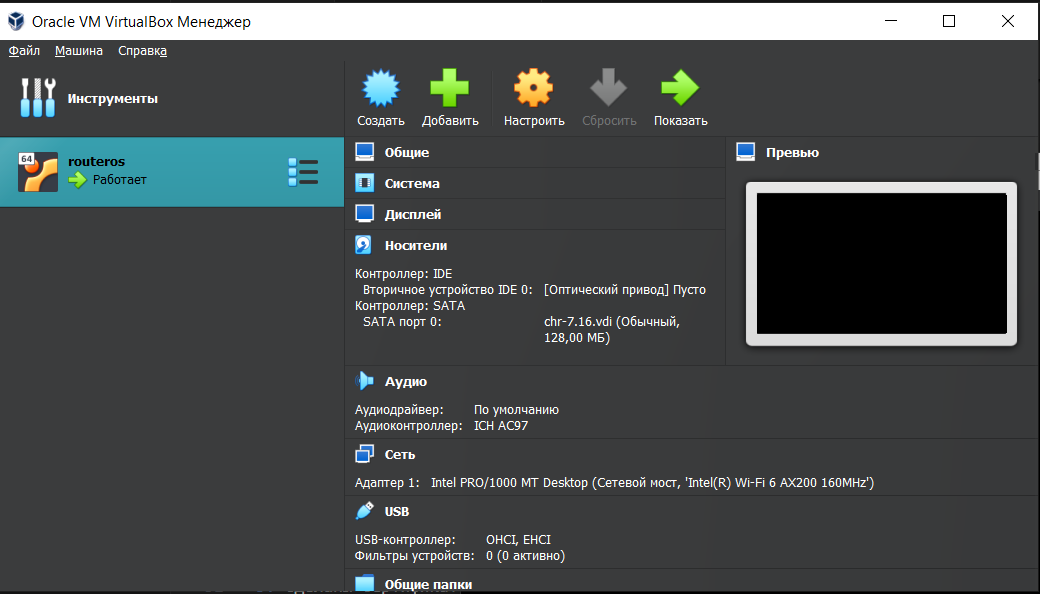 Oracle VM VirtualBox Менеджер
Файл Машина Справка
Инструменты
Создать Добавить Настроить Сбросить Показать
64
routeros
Работает
Общие
Система
Дисплей
Носители
Контроллер: IDE
Вторичное устройство IDE 0: [Оптический привод] Пусто
Контроллер: SATA
SATA порт 0: chr-7.16.vdi (Обычный,
128,00 МБ)
Превью
Аудио
Аудиодрайвер: По умолчанию
Аудиоконтроллер: ICH AC97
Сеть
Адаптер 1: Intel PRO/1000 MT Desktop (Сетевой мост, 'Intel(R) Wi-Fi 6 AX200 160MHz')
USB
USB-контроллер: OHCI, EHCI
Фильтры устройств: 0 (0 активно)
Общие папки